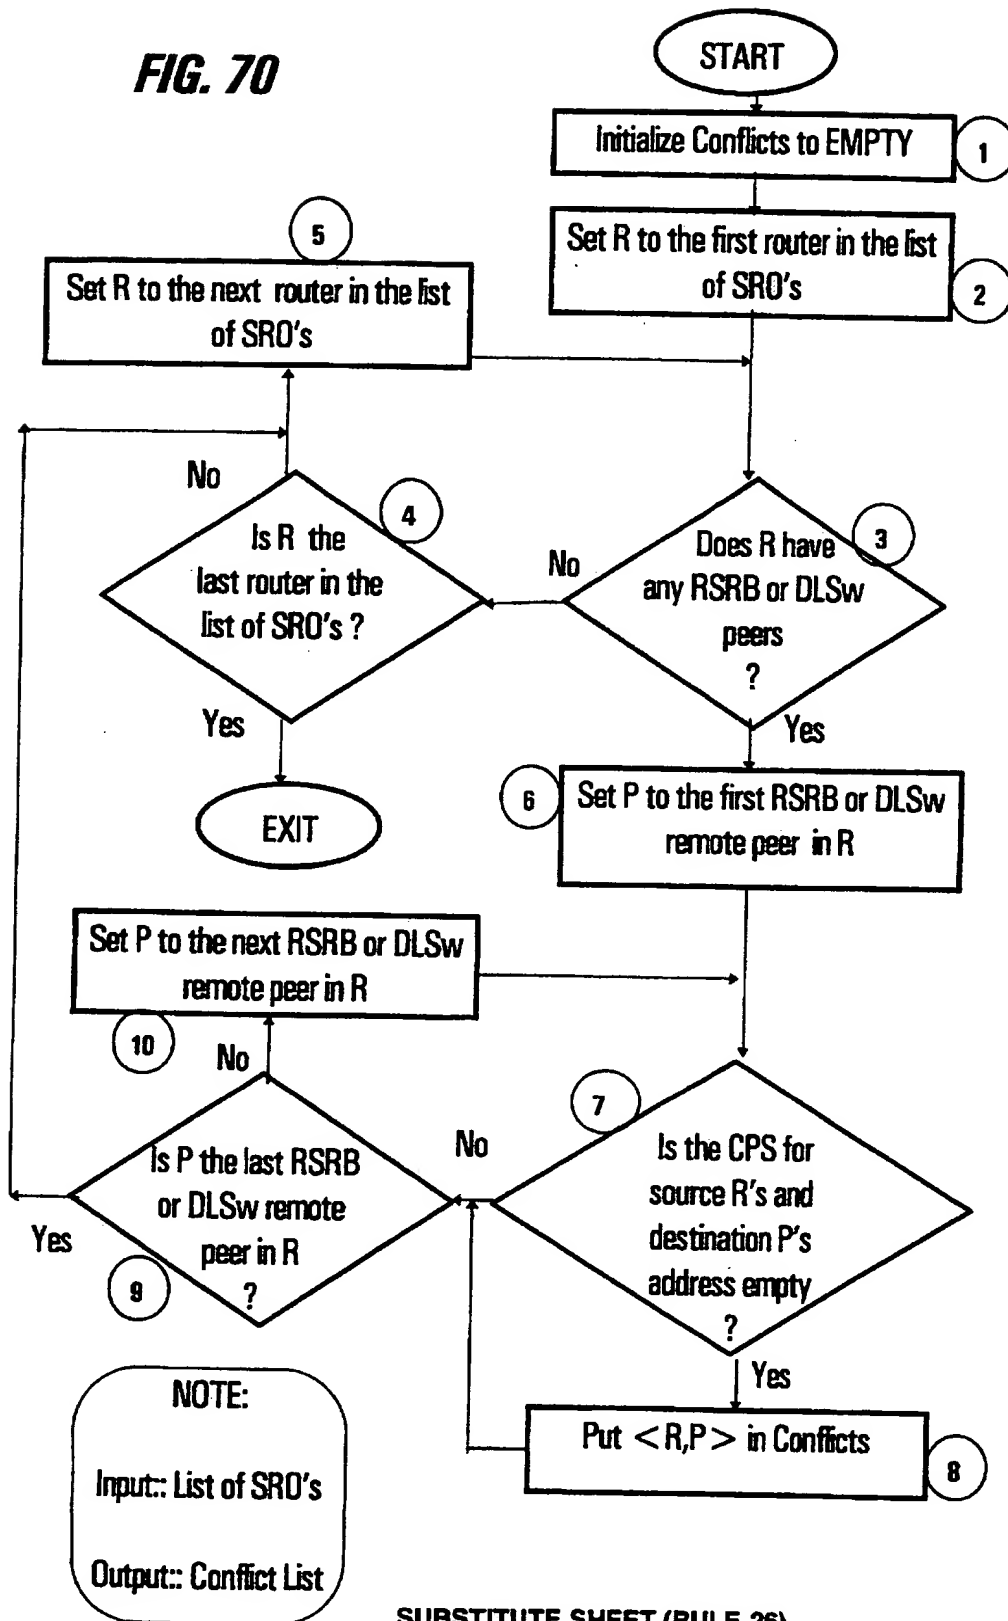 FIG. 70
START
Initialize Conflicts to EMPTY
1
Set R to the first router in the list
of SRO's
2
5
Set R to the next router in the list
of SRO's
No
4
Is R the
last router in the
list of SRO's ?
Yes
EXIT
No
3
Does R have
any RSRB or DLSw
peers
?
Yes
6
Set P to the first RSRB or DLSw
remote peer in R
Set P to the next RSRB or DLSw
remote peer in R
10
No
Is P the last RSRB
or DLSw remote
peer in R
?
Yes
9
No
7
Is the CPS for
source R's and
destination P's
address empty
?
Yes
Put <R,P> in Conflicts
8
NOTE:
Input:: List of SRO's
Output:: Conffict List
SUBSTITUTE SHEET (RULE 26)